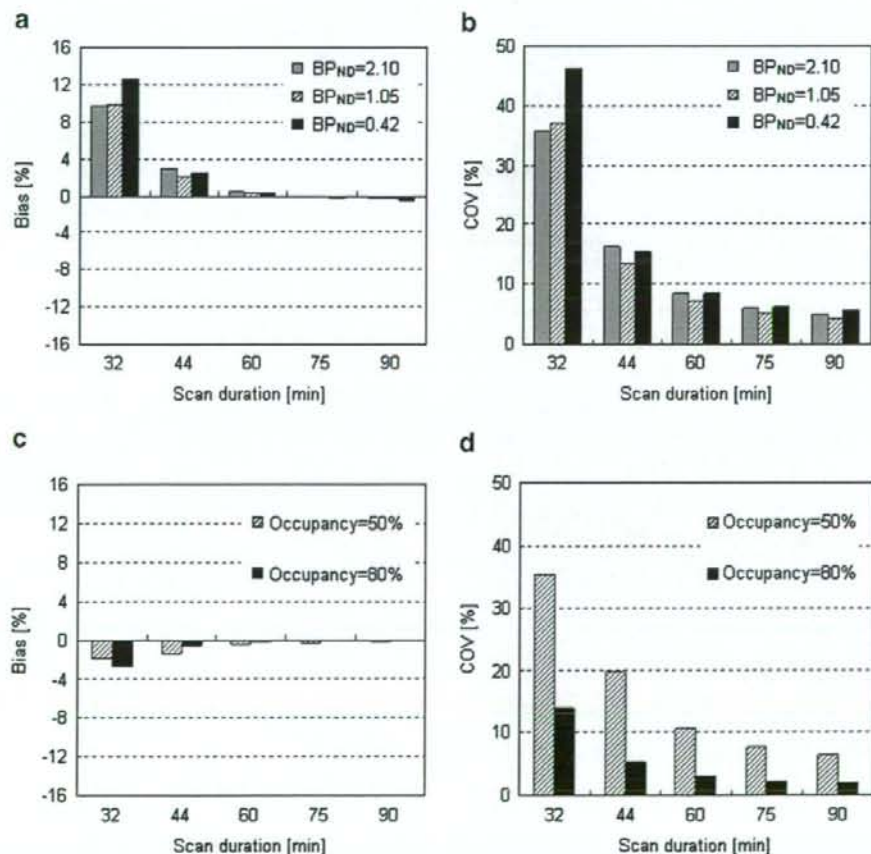 a
16
12
8
4
0
-4
-8
-12
-16
Bias [%]
BPND=2.10
BPND=1.05
BPND=0.42
32 44 60 75 90
Scan duration [min]
b
50
40
30
20
10
0
COV [%]
BPND=2.10
BPND=1.05
BPND=0.42
32 44 60 75 90
Scan duration [min]
c
16
12
8
4
0
-4
-8
-12
-16
Bias [%]
Occupancy=50%
Occupancy=80%
32 44 60 75 90
Scan duration [min]
d
50
40
30
20
10
0
COV [%]
Occupancy=50%
Occupancy=80%
32 44 60 75 90
Scan duration [min]